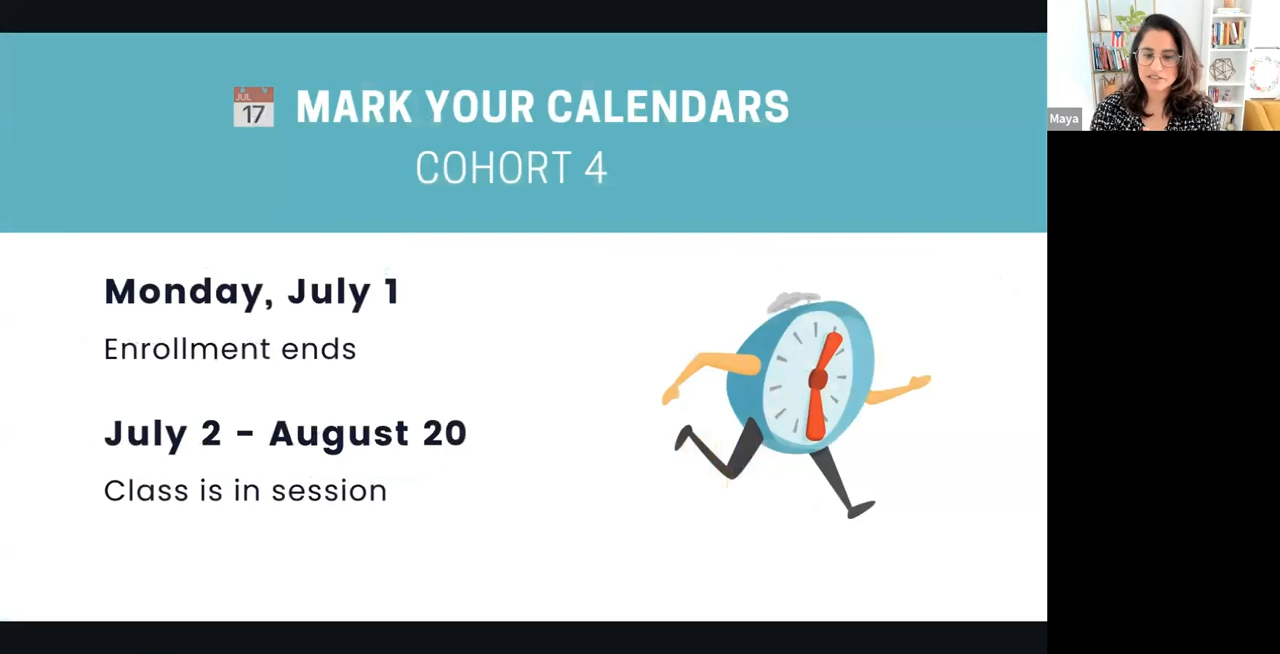 JUL
17
MARK YOUR CALENDARS
COHORT 4
Monday, July 1
Enrollment ends
July 2 - August 20
Class is in session
Maya